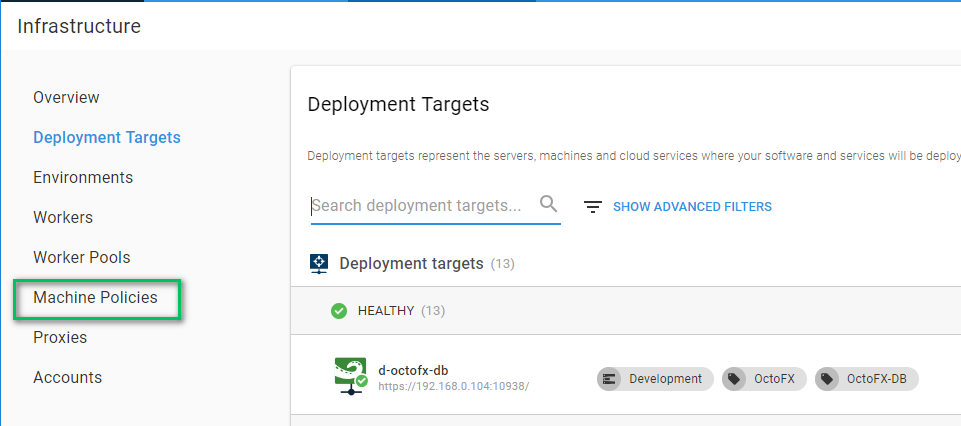 Infrastructure
Overview
Deployment Targets
Environments
Workers
Worker Pools
Machine Policies
Proxies
Accounts
Deployment Targets
Deployment targets represent the servers, machines and cloud services where your software and services will be deploy
Search deployment targets...
SHOW ADVANCED FILTERS
Deployment targets (13)
HEALTHY (13)
d-octofx-db
https://192.168.0.104:10938/
Development
OctoFX
OctoFX-DB